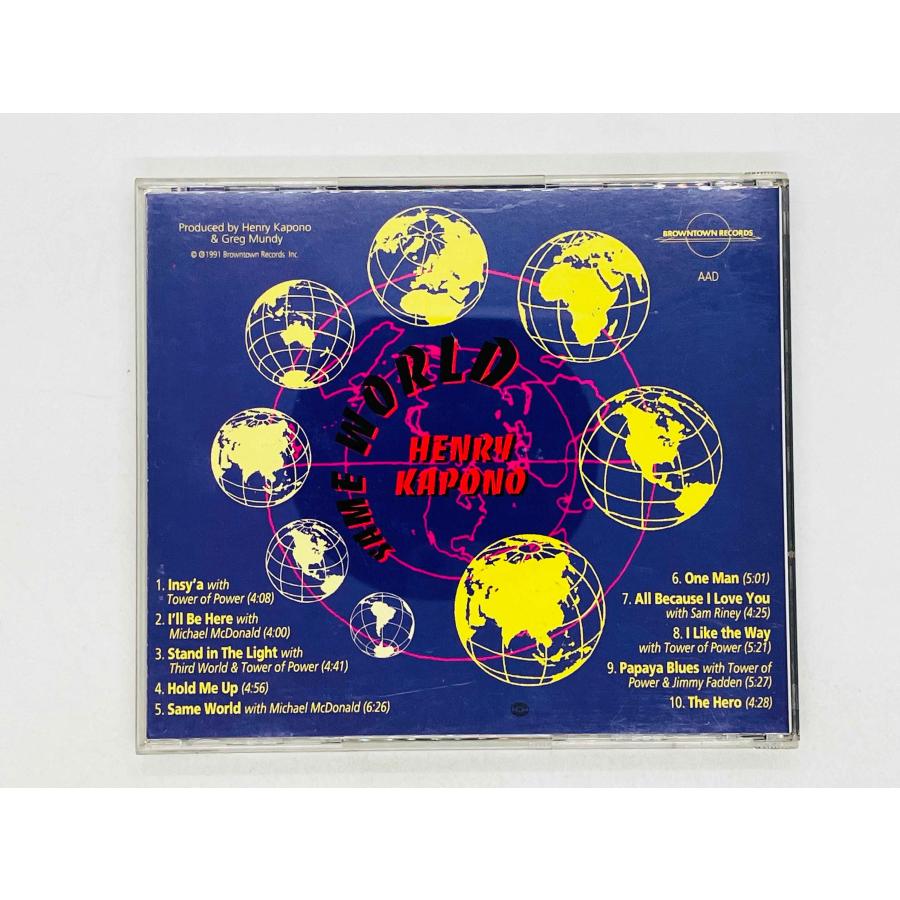 Produced by Henry Kapono
& Greg Mundy
© ℗1991 Browntown Records Inc.
BROWNTOWN RECORDS
AAD
SAME WORLD
HENRY
KAPONO
1. Insy'a with
Tower of Power (4:08)
2. I'll Be Here with
Michael McDonald (4:00)
3. Stand in The Light with
Third World & Tower of Power (4:41)
4. Hold Me Up (4:56)
5. Same World with Michael McDonald (6:26)
6. One Man (5:01)
7. All Because I Love You
with Sam Riney (4:25)
8. I Like the Way
with Tower of Power (5:21)
9. Papaya Blues with Tower of
Power & Jimmy Fadden (5:27)
10. The Hero (4:28)